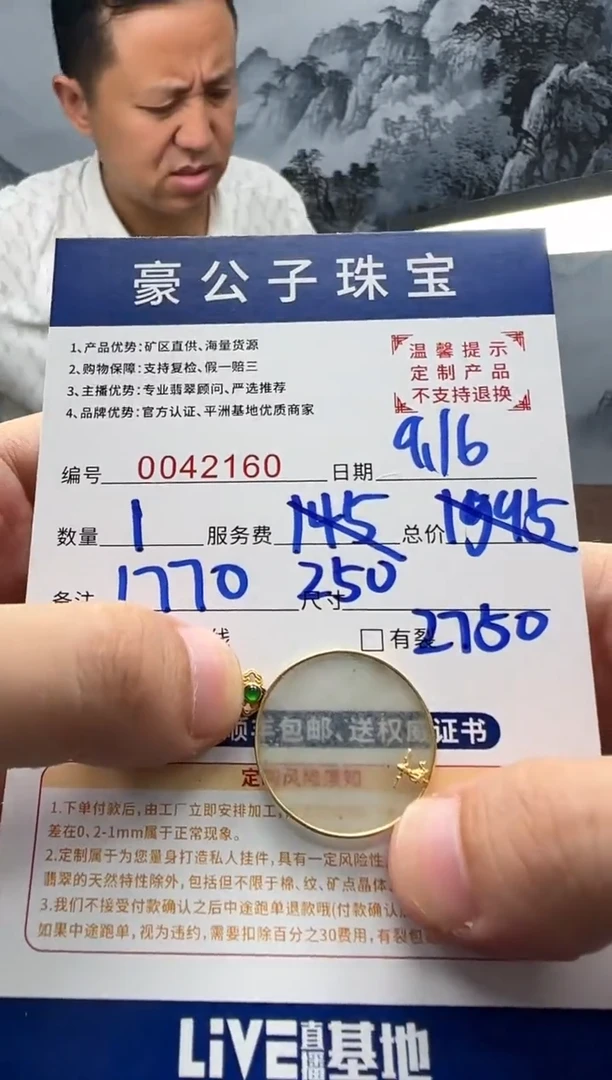 豪公子珠宝
1、产品优势:矿区直供、海量货源
2、购物保障:支持复检、假一赔三
3、主播优势:专业翡翠顾问、严选推荐
4、品牌优势:官方认证、平洲基地优质商家
温馨提示
定制产品
不支持退换
编号 0042160 日期 9,16
数量 1 服务费 145 总价 1945
备注 1770 尺寸 250
线 □有裂 2760
顺丰包邮、送权威证书
定制风险须知
1.下单付款后,由工厂立即安排加工,
差在0、2-1mm属于正常现象。
2.定制属于为您量身打造私人挂件,具有一定风险性
翡翠的天然特性除外,包括但不限于棉、纹、矿点晶体
3.我们不接受付款确认之后中途跑单退款哦(付款确认
如果中途跑单,视为违约,需要扣除百分之30费用,有裂包
LiVE直播基地